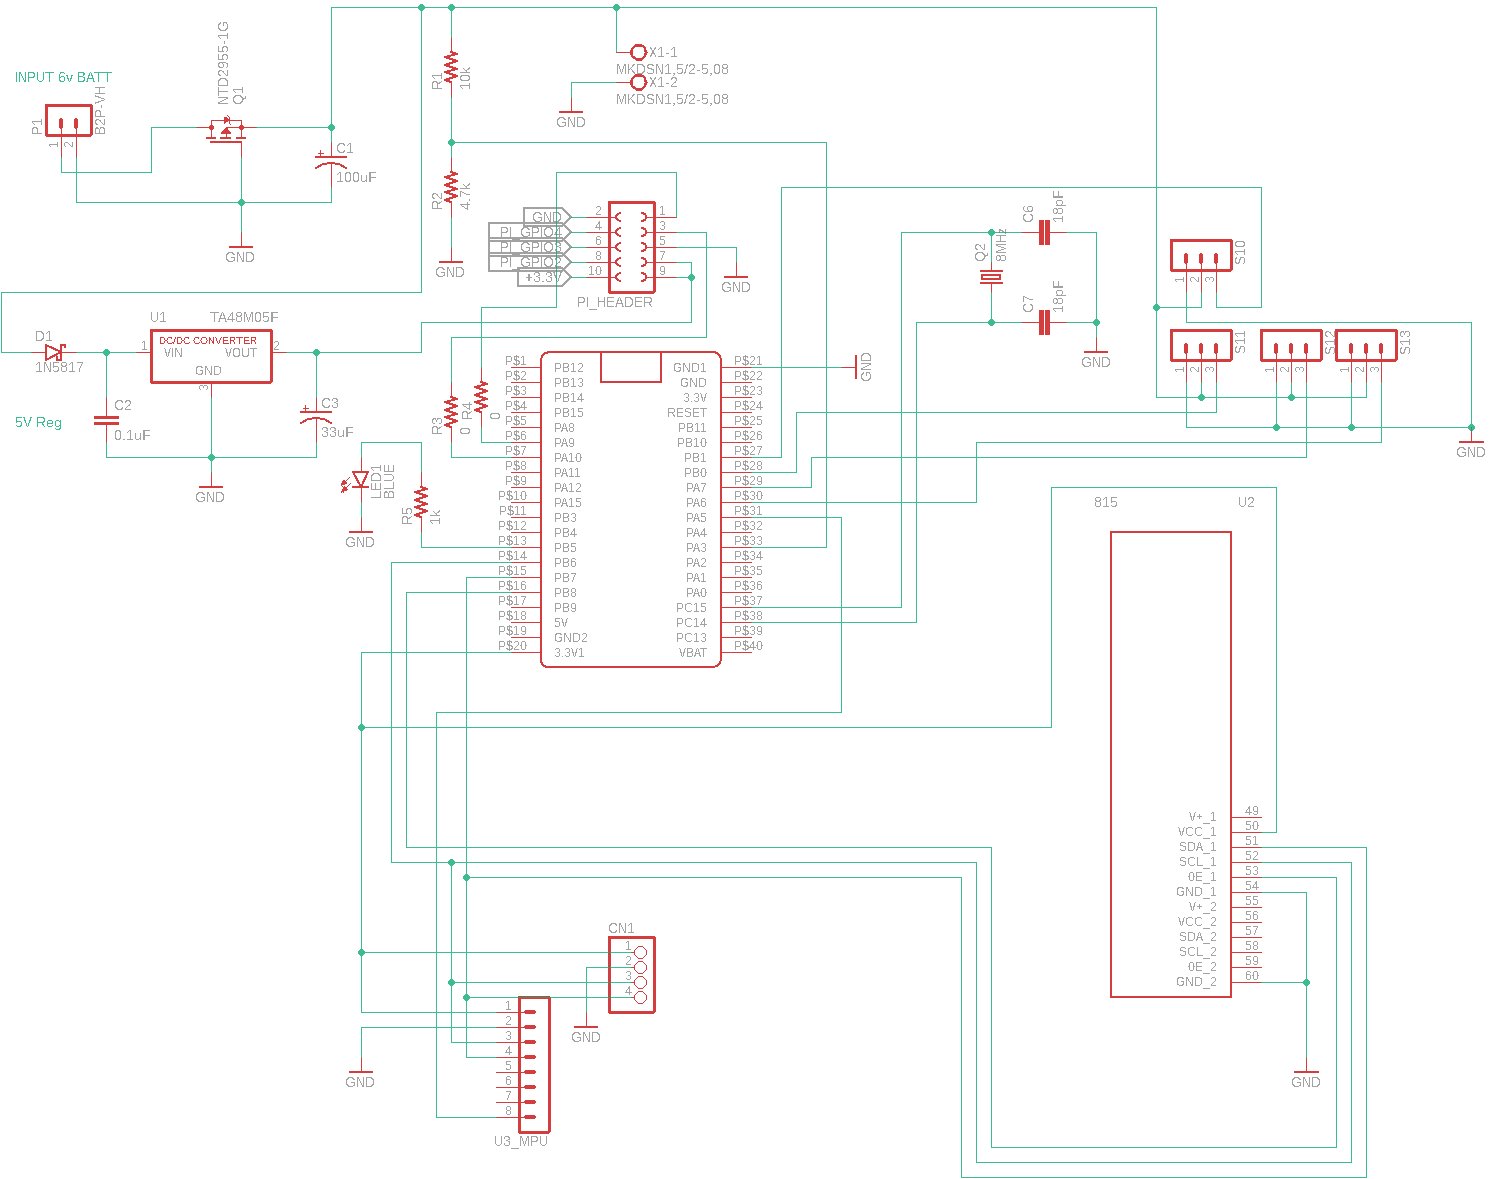 INPUT 6v BATT
P1
B2P-VH
1
2
NTD2955-1G
Q1
C1
100uF
GND
R1
10k
R2
4.7k
GND
X1-1
MKDSN1,5/2-5,08
X1-2
MKDSN1,5/2-5,08
GND
GND
PI_GPIO4
PI_GPIO3
PI_GPIO2
+3.3V
2
4
6
8
10
1
3
5
7
9
PI_HEADER
GND
C6
18pF
Q2
8MHz
C7
18pF
GND
S10
1
2
3
S11
1
2
3
S12
1
2
3
S13
1
2
3
GND
D1
1N5817
U1
TA48M05F
DC/DC CONVERTER
1
VIN
VOUT
2
GND
3
5V Reg
C2
0.1uF
C3
33uF
GND
LED1
BLUE
GND
R3
0
R4
0
R5
1k
P$1 PB12
P$2 PB13
P$3 PB14
P$4 PB15
P$5 PA8
P$6 PA9
P$7 PA10
P$8 PA11
P$9 PA12
P$10 PA15
P$11 PB3
P$12 PB4
P$13 PB5
P$14 PB6
P$15 PB7
P$16 PB8
P$17 PB9
P$18 5V
P$19 GND2
P$20 3.3V1
GND1 P$21
GND P$22
3.3V P$23
RESET P$24
PB11 P$25
PB10 P$26
PB1 P$27
PB0 P$28
PA7 P$29
PA6 P$30
PA5 P$31
PA4 P$32
PA3 P$33
PA2 P$34
PA1 P$35
PA0 P$36
PC15 P$37
PC14 P$38
PC13 P$39
VBAT P$40
GND
815
U2
V+_1 49
VCC_1 50
SDA_1 51
SCL_1 52
0E_1 53
GND_1 54
V+_2 55
VCC_2 56
SDA_2 57
SCL_2 58
0E_2 59
GND_2 60
GND
CN1
1
2
3
4
GND
1
2
3
4
5
6
7
8
U3_MPU
GND